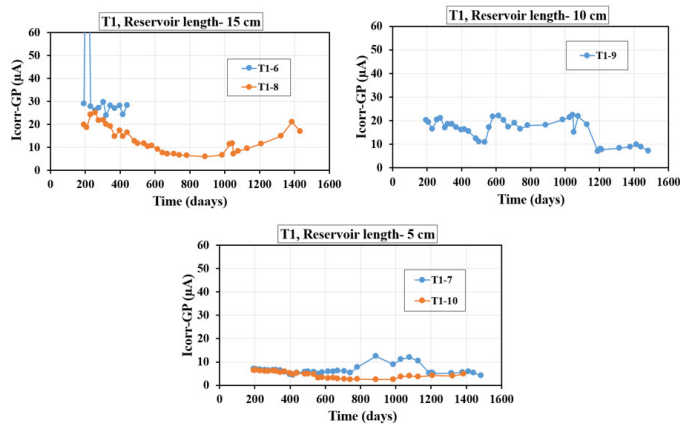 T1, Reservoir length- 15 cm
Icorr-GP (µA)
60
50
40
30
20
10
0
T1-6
T1-8
0 200 400 600 800 1000 1200 1400 1600
Time (daays)
T1, Reservoir length- 10 cm
Icorr-GP (µA)
60
50
40
30
20
10
0
T1-9
0 200 400 600 800 1000 1200 1400 1600
Time (days)
T1, Reservoir length- 5 cm
Icorr-GP (µA)
60
50
40
30
20
10
0
T1-7
T1-10
0 200 400 600 800 1000 1200 1400 1600
Time (days)